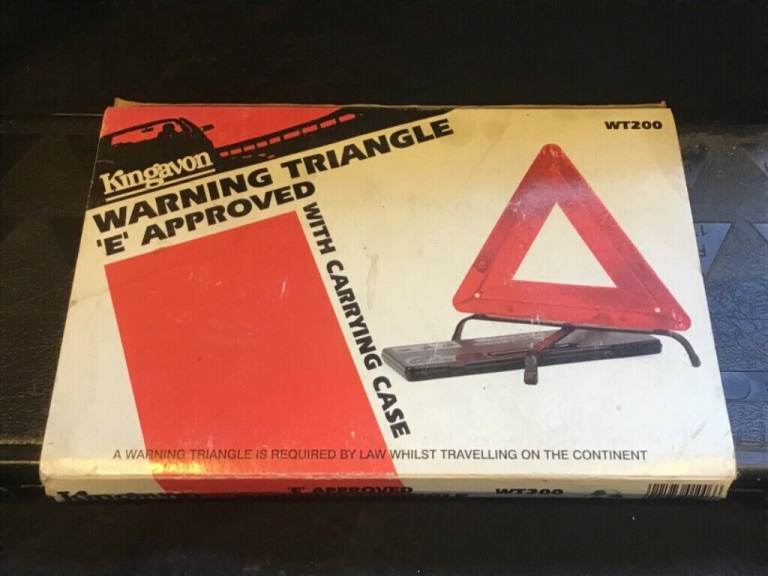 Kingavon
WT200
WARNING TRIANGLE
'E' APPROVED
WITH CARRYING CASE
A WARNING TRIANGLE IS REQUIRED BY LAW WHILST TRAVELLING ON THE CONTINENT
Kingavon
'E' APPROVED
WT200